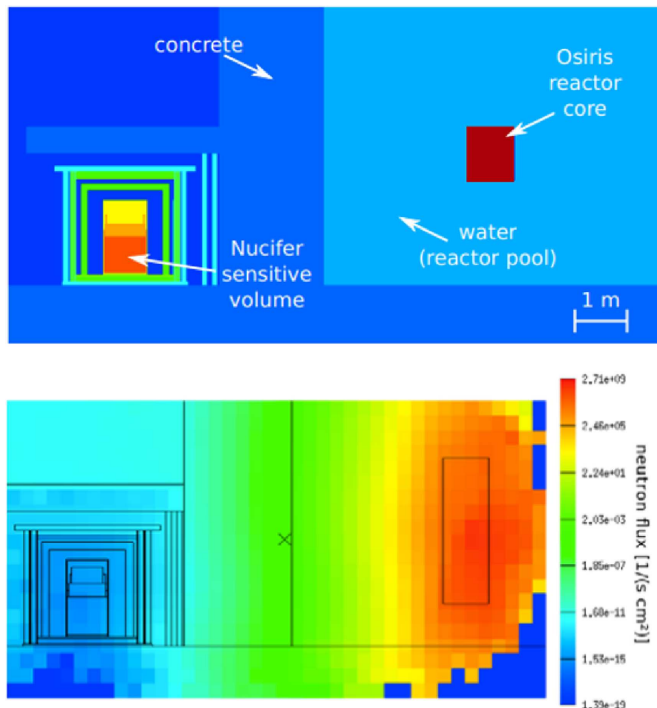 concrete
Osiris
reactor
core
Nucifer
sensitive
volume
water
(reactor pool)
1 m
2.71e+09
2.46e+05
2.24e+01
2.03e-03
1.85e-07
1.68e-11
1.53e-15
1.39e-19
neutron flux [1/(s cm²)]